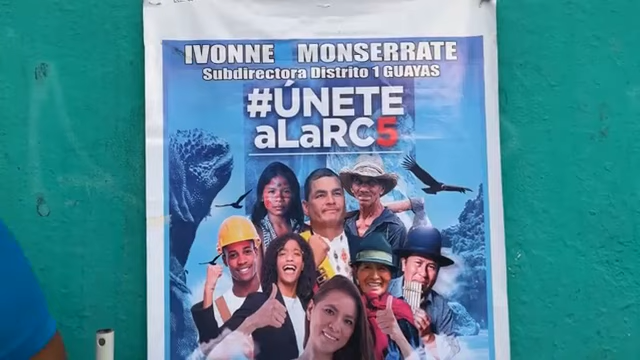 IVONNE MONSERRATE
Subdirectora Distrito 1 GUAYAS
#ÚNETE
aLaRC5